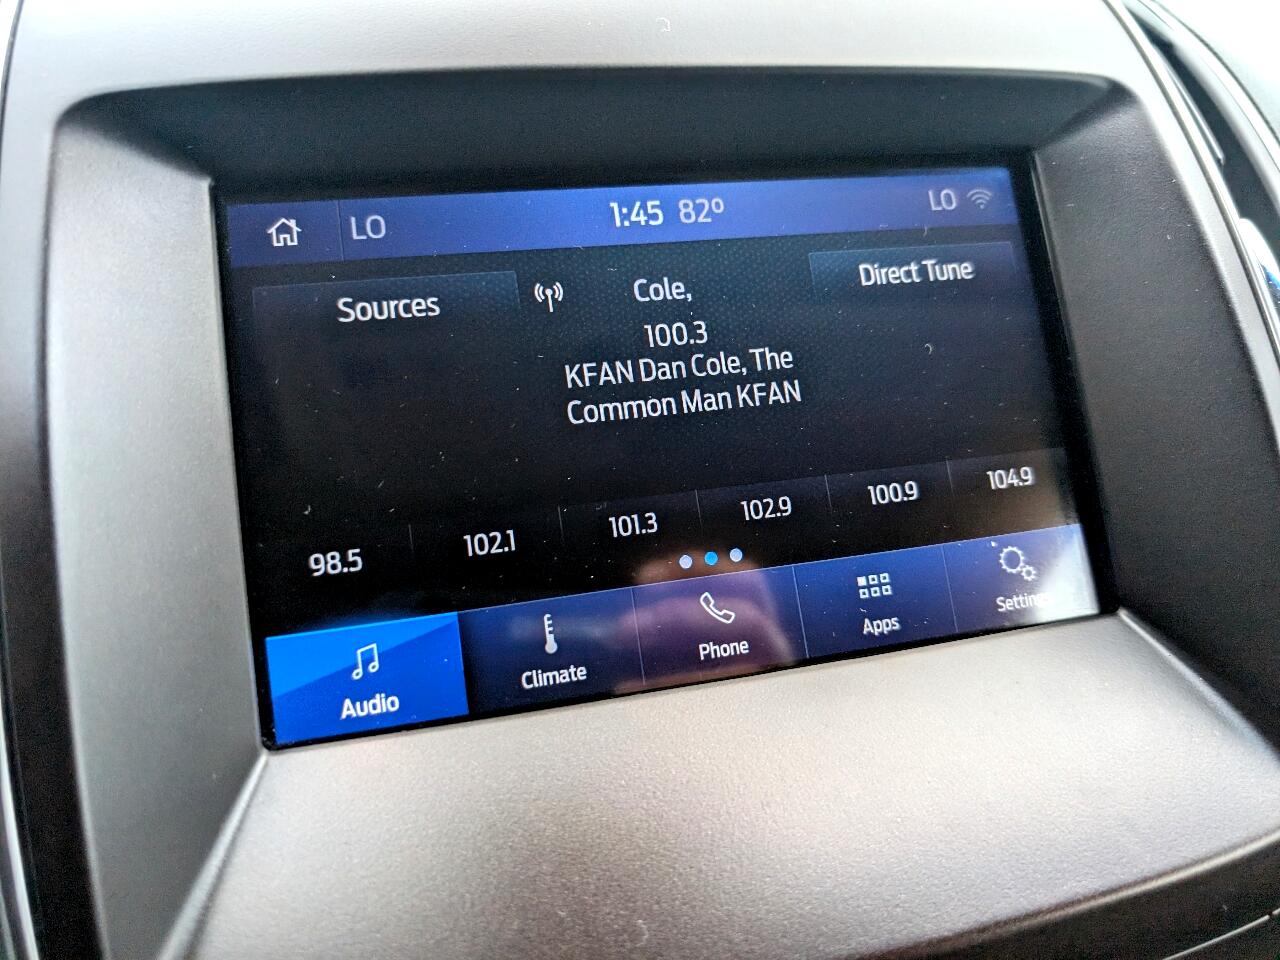 LO 1:45 82° LO
Sources
Cole,
Direct Tune
100.3
KFAN Dan Cole, The
Common Man KFAN
98.5 102.1 101.3 102.9 100.9 104.9
Audio Climate Phone Apps Settings